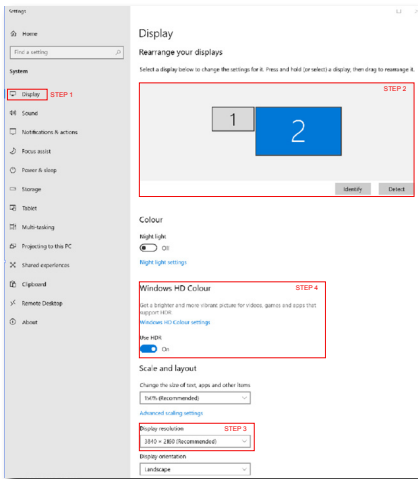 Settings
Home
Find a setting
System
Display
STEP 1
Sound
Notifications & actions
Focus assist
Power & sleep
Storage
Tablet
Multi-tasking
Projecting to this PC
Shared experiences
Clipboard
Remote Desktop
About
Display
Rearrange your displays
Select a display below to change the settings for it. Press and hold (or select) a display, then drag to rearrange it.
STEP 2
1
2
Identify
Detect
Colour
Night light
Off
Night light settings
Windows HD Colour
STEP 4
Get a brighter and more vibrant picture for videos, games and apps that
support HDR.
Windows HD Colour settings
Use HDR
On
Scale and layout
Change the size of text, apps and other items
150% (Recommended)
Advanced scaling settings
Display resolution
STEP 3
3840 × 2160 (Recommended)
Display orientation
Landscape